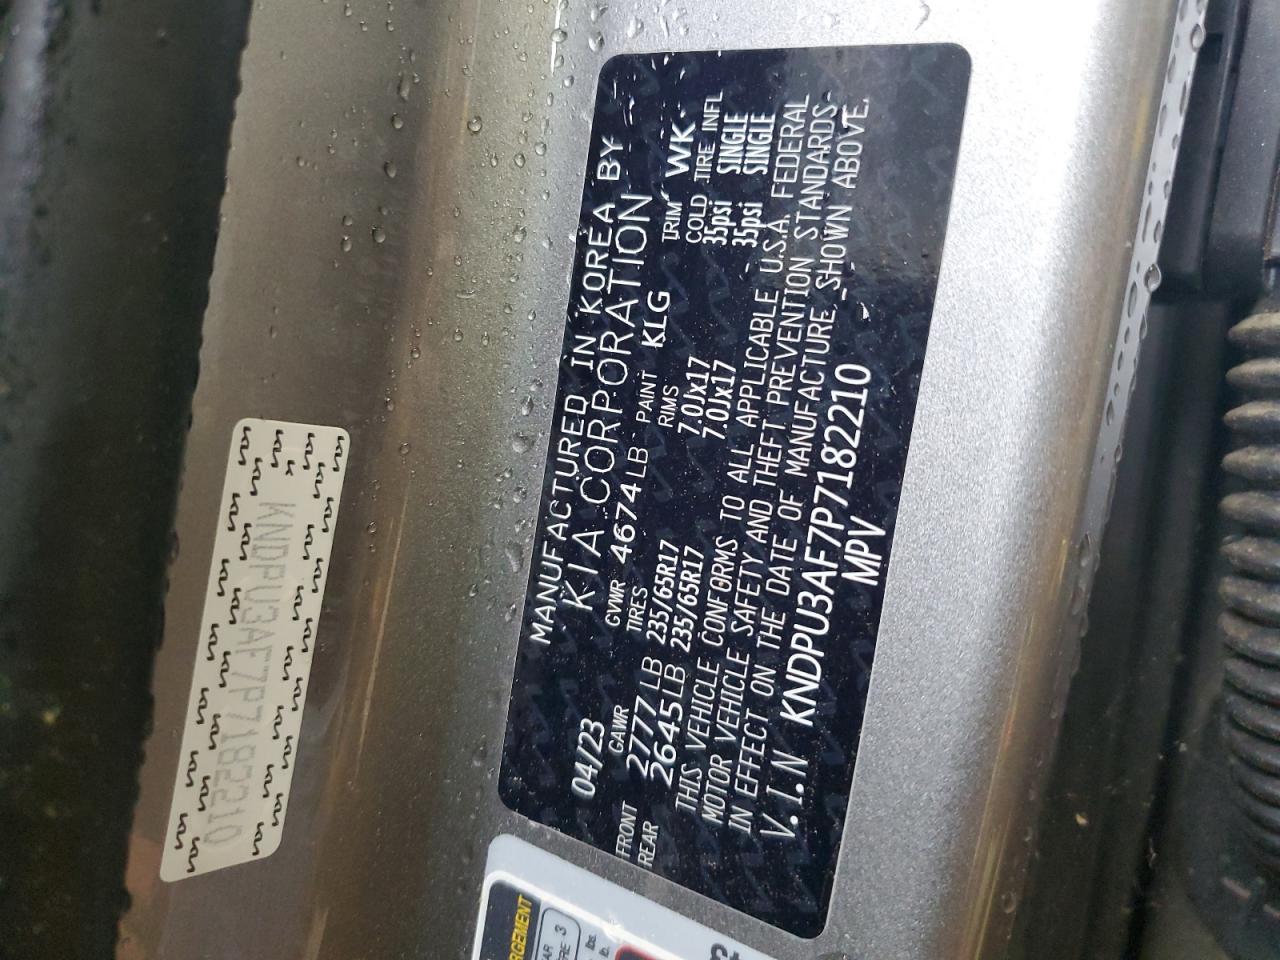 MANUFACTURED IN KOREA BY
KIA CORPORATION
04/23 GVWR 4674LB PAINT KLG TRIM WK
GAWR TIRES RIMS COLD TIRE INFL
FRONT 2777LB 235/65R17 7.0Jx17 35psi SINGLE
REAR 2645LB 235/65R17 7.0Jx17 35psi SINGLE
THIS VEHICLE CONFORMS TO ALL APPLICABLE U.S.A. FEDERAL
MOTOR VEHICLE SAFETY AND THEFT PREVENTION STANDARDS
IN EFFECT ON THE DATE OF MANUFACTURE SHOWN ABOVE.
V.I.N KNDPU3AF7P7182210
MPV
KNDPU3AF7P7182210